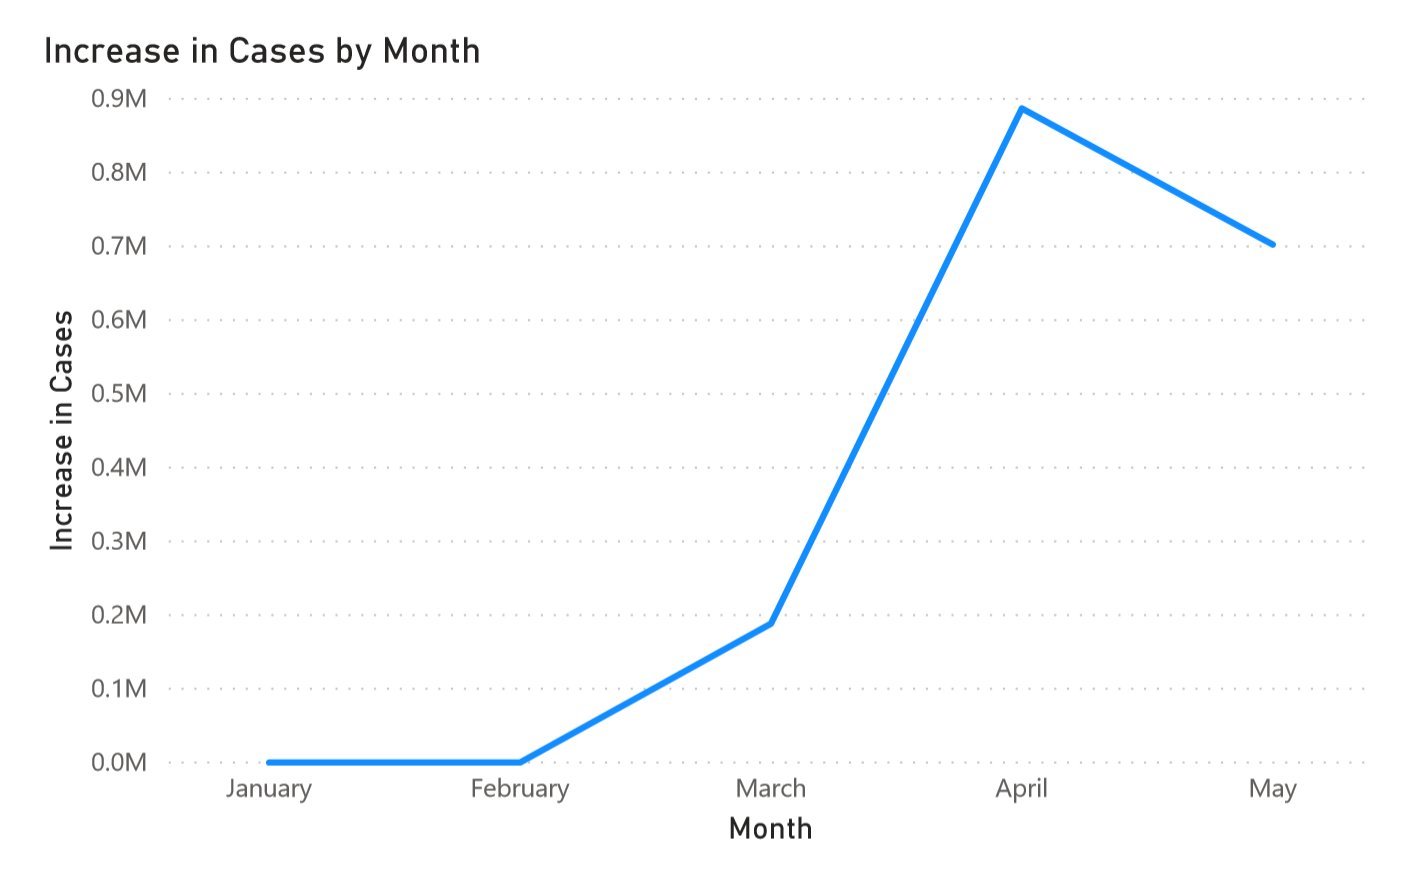 Increase in Cases by Month
0.9M
0.8M
0.7M
0.6M
0.5M
0.4M
0.3M
0.2M
0.1M
0.0M
Increase in Cases
January February March April May
Month